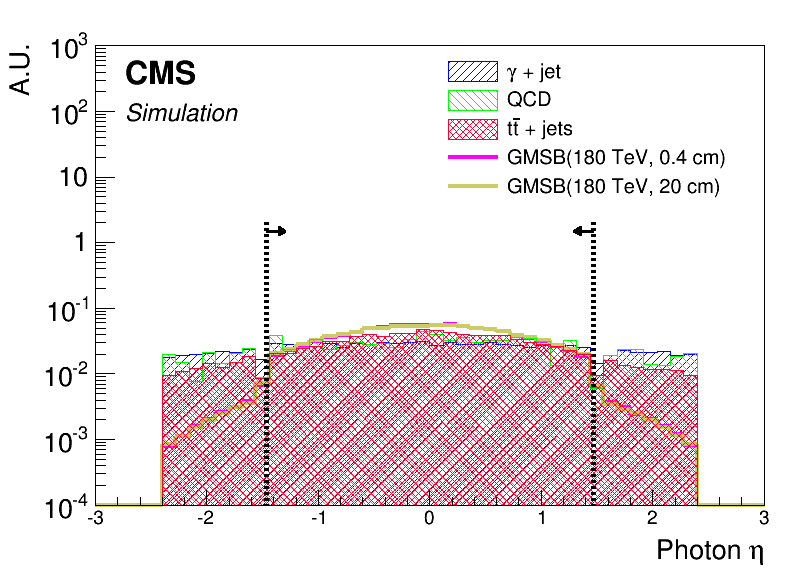 A.U.
CMS
Simulation
γ + jet
QCD
tt̄ + jets
GMSB(180 TeV, 0.4 cm)
GMSB(180 TeV, 20 cm)
10³
10²
10
1
10⁻¹
10⁻²
10⁻³
10⁻⁴
-3 -2 -1 0 1 2 3
Photon η